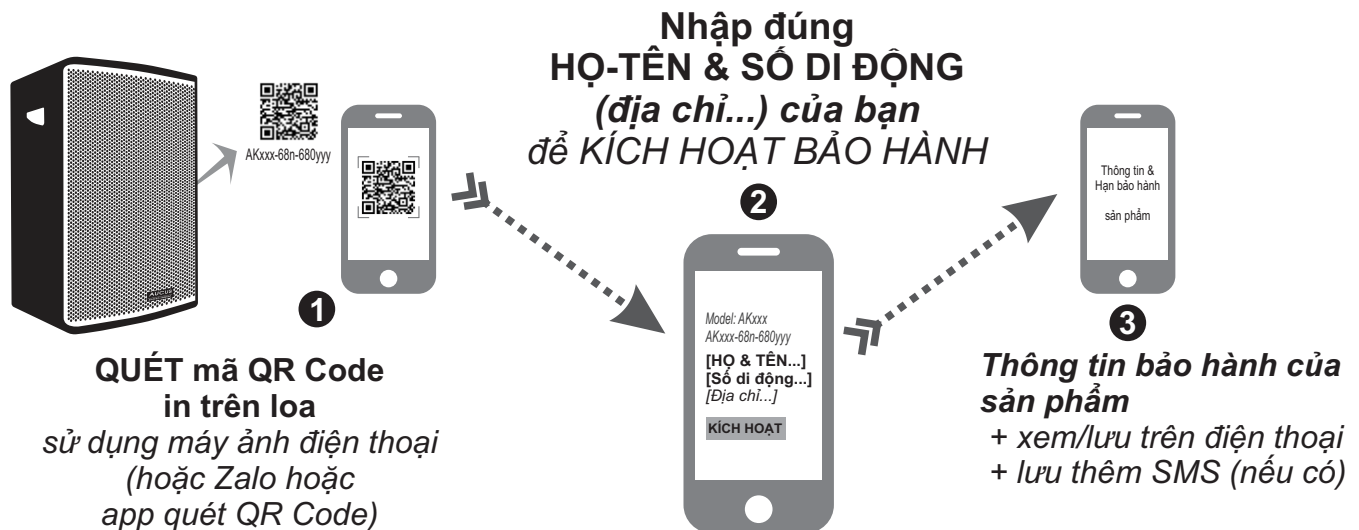 AKxxx-68n-680yyy
1
QUÉT mã QR Code
in trên loa
sử dụng máy ảnh điện thoại
(hoặc Zalo hoặc
app quét QR Code)
Nhập đúng
HỌ-TÊN & SỐ DI ĐỘNG
(địa chỉ...) của bạn
để KÍCH HOẠT BẢO HÀNH
2
Model: AKxxx
AKxxx-68n-680yyy
[HỌ & TÊN...]
[Số di động...]
[Địa chỉ...]
KÍCH HOẠT
Thông tin &
Hạn bảo hành
sản phẩm
3
Thông tin bảo hành của
sản phẩm
+ xem/lưu trên điện thoại
+ lưu thêm SMS (nếu có)